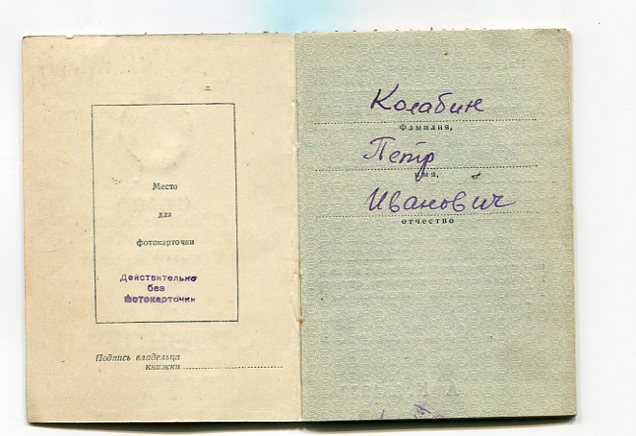 Место
для
фотокарточки
Действительно
без
фотокарточки
Подпись владельца
книжки
Колабин
Фамилия,
Петр
имя,
Иванович
отчество